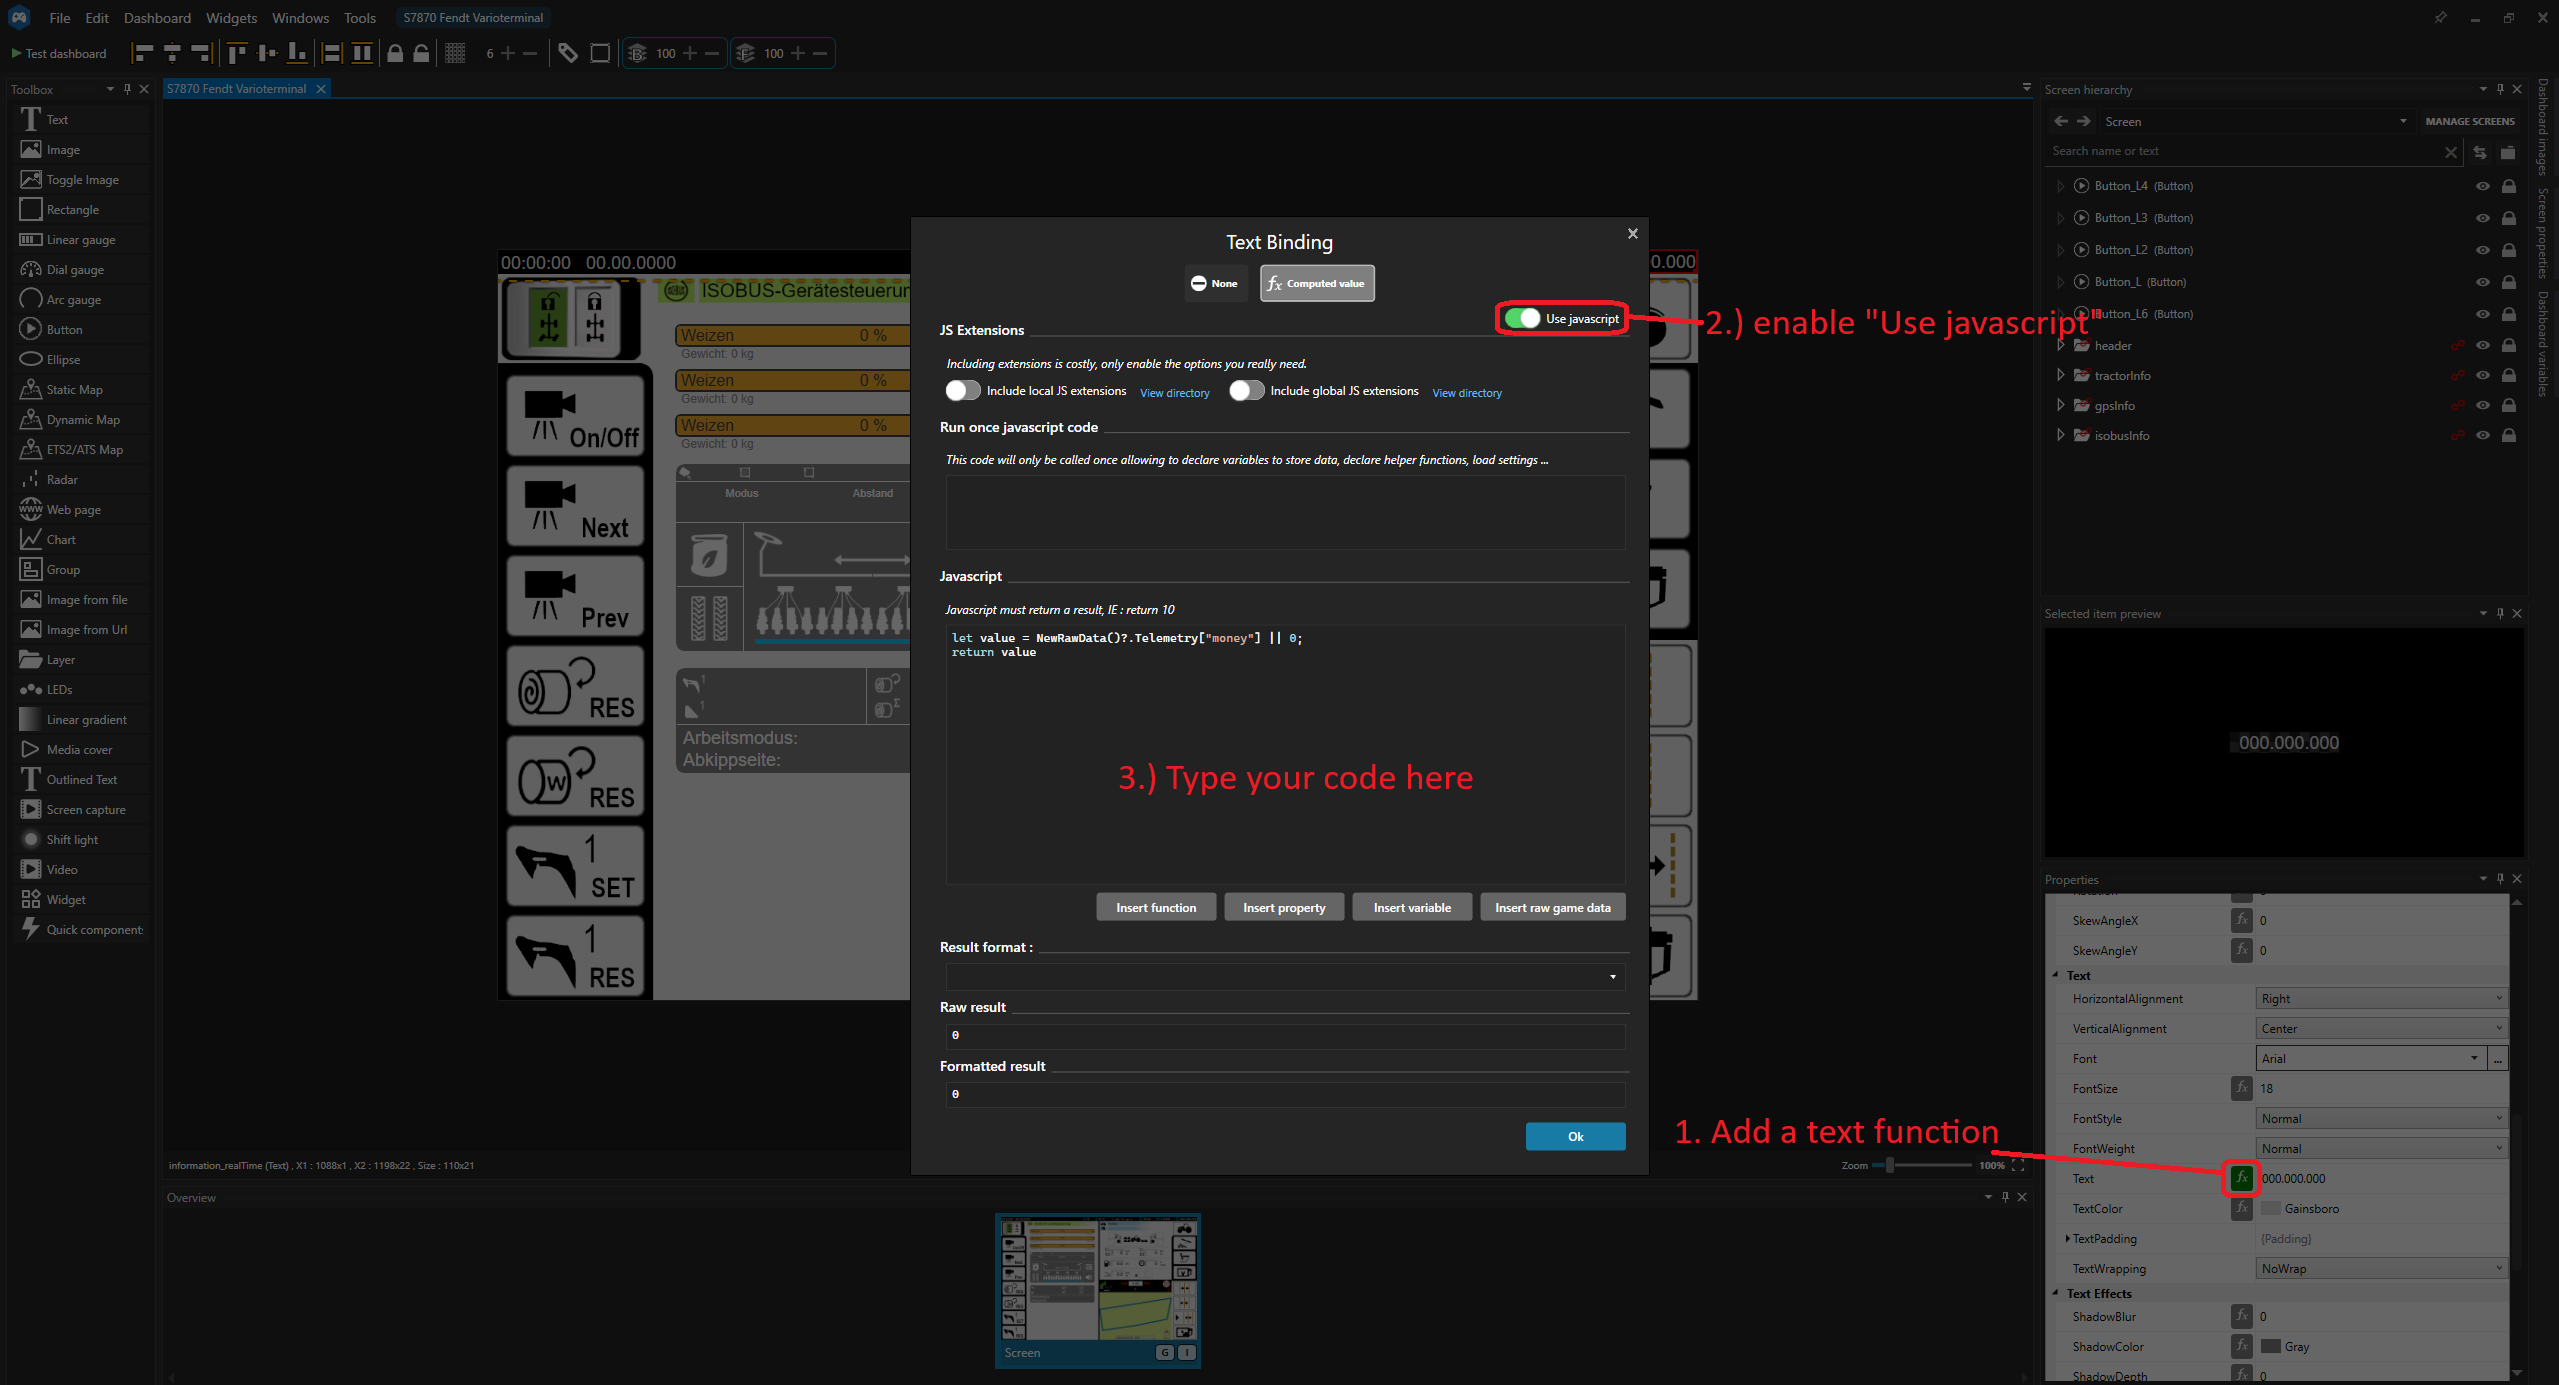 File Edit Dashboard Widgets Windows Tools S7870 Fendt Varioterminal
Test dashboard 6 B 100 F 100
Toolbox
Text
Image
Toggle Image
Rectangle
Linear gauge
Dial gauge
Arc gauge
Button
Ellipse
Static Map
Dynamic Map
ETS2/ATS Map
Radar
Web page
Chart
Group
Image from file
Image from Url
Layer
LEDs
Linear gradient
Media cover
Outlined Text
Screen capture
Shift light
Video
Widget
Quick component
S7870 Fendt Varioterminal
00:00:00 00.00.0000
0.000
ISOBUS-Gerätesteuerun
Weizen 0 %
Gewicht: 0 kg
Weizen 0 %
Gewicht: 0 kg
Weizen 0 %
Gewicht: 0 kg
Modus Abstand
Arbeitsmodus:
Abkippseite:
On/Off
Next
Prev
RES
W RES
1
SET
1
RES
Text Binding
None
fx Computed value
Use javascript
2.) enable "Use javascript"
JS Extensions
Including extensions is costly, only enable the options you really need.
Include local JS extensions View directory Include global JS extensions View directory
Run once javascript code
This code will only be called once allowing to declare variables to store data, declare helper functions, load settings ...
Javascript
Javascript must return a result, IE : return 10
let value = NewRawData()?.Telemetry["money"] || 0;
return value
3.) Type your code here
Insert function Insert property Insert variable Insert raw game data
Result format :
Raw result
0
Formatted result
0
Ok
1. Add a text function
information_realTime (Text) , X1 : 1088x1 , X2 : 1198x22 , Size : 110x21
Zoom 100%
Overview
Screen G I
Screen hierarchy
Screen MANAGE SCREENS
Search name or text
Button_L4 (Button)
Button_L3 (Button)
Button_L2 (Button)
Button_L (Button)
Button_L6 (Button)
header
tractorInfo
gpsInfo
isobusInfo
Dashboard images
Screen properties
Dashboard variables
Selected item preview
000.000.000
Properties
SkewAngleX fx 0
SkewAngleY fx 0
Text
HorizontalAlignment Right
VerticalAlignment Center
Font Arial ...
FontSize fx 18
FontStyle Normal
FontWeight Normal
Text fx 000.000.000
TextColor fx Gainsboro
TextPadding {Padding}
TextWrapping NoWrap
Text Effects
ShadowBlur fx 0
ShadowColor fx Gray
ShadowDepth fx 0